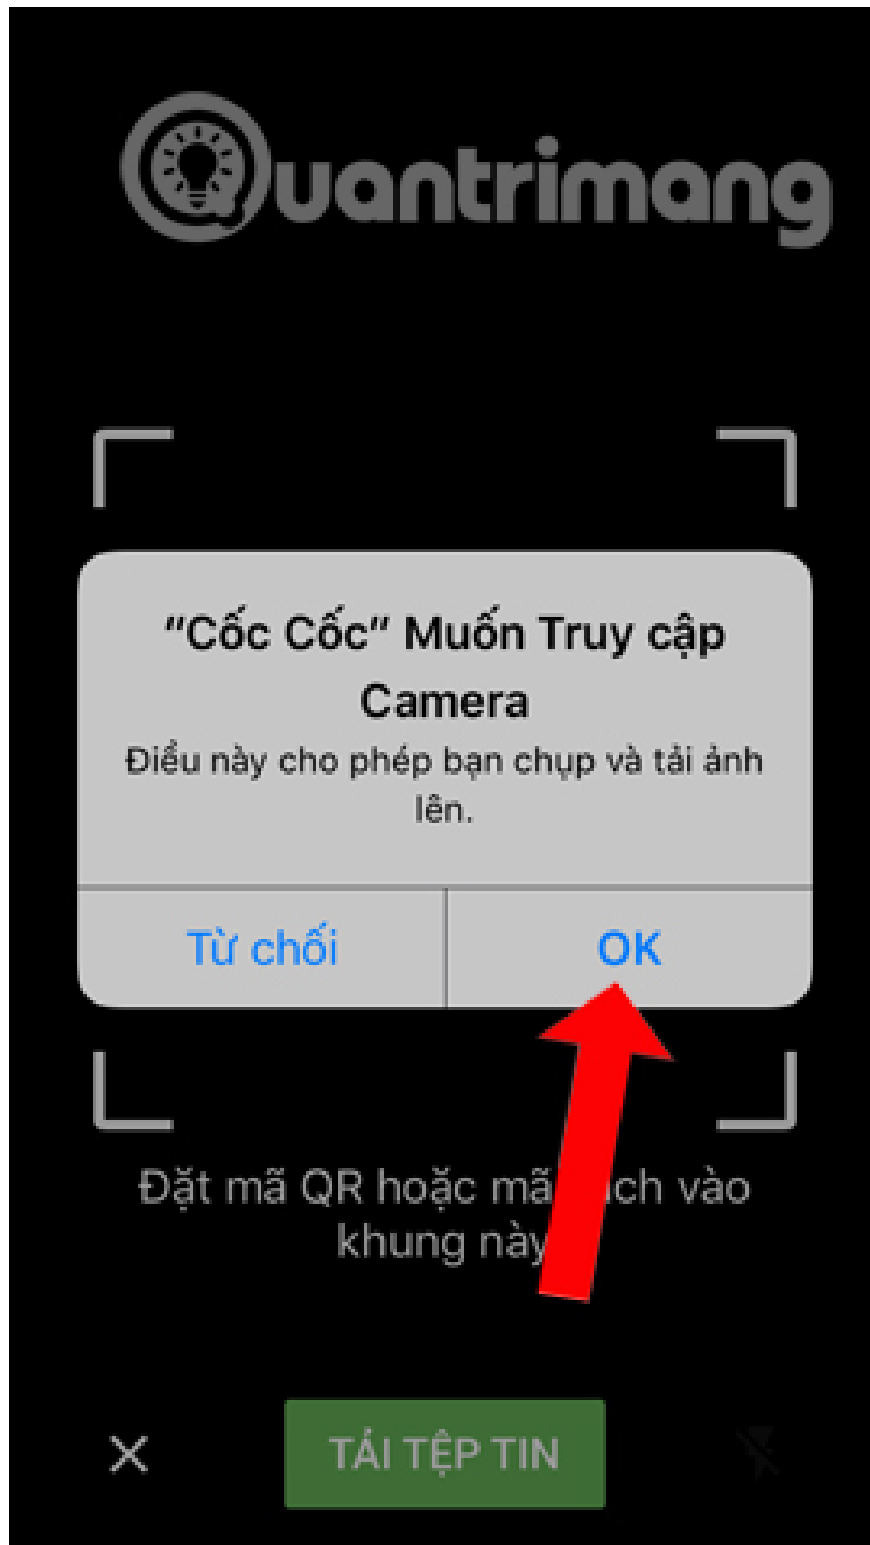 Quantrimang
"Cốc Cốc" Muốn Truy cập
Camera
Điều này cho phép bạn chụp và tải ảnh
lên.
Từ chối
OK
Đặt mã QR hoặc mã vào
khung này
TẢI TỆP TIN